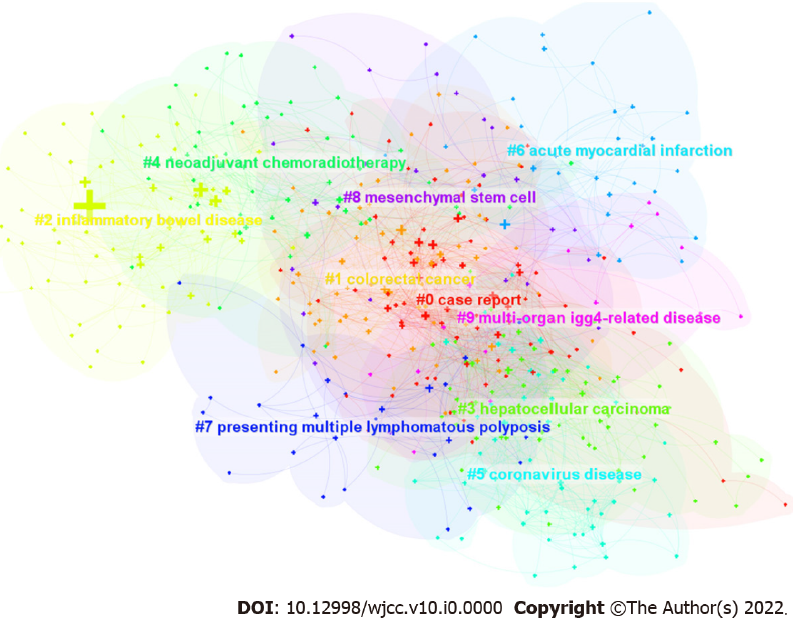 #6 acute myocardial infarction
#4 neoadjuvant chemoradiotherapy
#8 mesenchymal stem cell
#2 inflammatory bowel disease
#1 colorectal cancer
#0 case report
#9 multi-organ igg4-related disease
#3 hepatocellular carcinoma
#7 presenting multiple lymphomatous polyposis
#5 coronavirus disease
DOI: 10.12998/wjcc.v10.i0.0000 Copyright ©The Author(s) 2022.